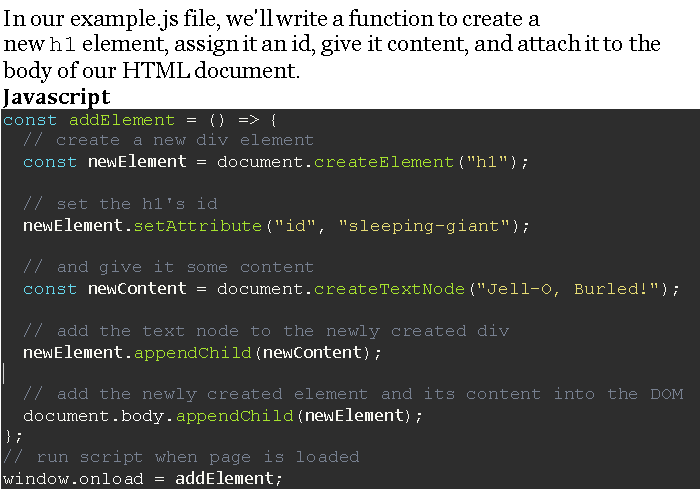 In our example.js file, we'll write a function to create a
new h1 element, assign it an id, give it content, and attach it to the
body of our HTML document.
Javascript
const addElement = () => {
  // create a new div element
  const newElement = document.createElement("h1");
  // set the h1's id
  newElement.setAttribute("id", "sleeping-giant");
  // and give it some content
  const newContent = document.createTextNode("Jell-O, Burled!");
  // add the text node to the newly created div
  newElement.appendChild(newContent);
  // add the newly created element and its content into the DOM
  document.body.appendChild(newElement);
};
// run script when page is loaded
window.onload = addElement;